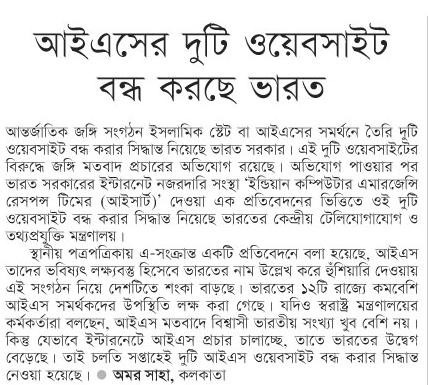 আইএসের দুটি ওয়েবসাইট
বন্ধ করছে ভারত
আন্তর্জাতিক জঙ্গি সংগঠন ইসলামিক স্টেট বা আইএসের সমর্থনে তৈরি দুটি
ওয়েবসাইট বন্ধ করার সিদ্ধান্ত নিয়েছে ভারত সরকার। এই দুটি ওয়েবসাইটের
বিরুদ্ধে জঙ্গি মতবাদ প্রচারের অভিযোগ রয়েছে। অভিযোগ পাওয়ার পর
ভারত সরকারের ইন্টারনেট নজরদারি সংস্থা ‘ইন্ডিয়ান কম্পিউটার এমারজেন্সি
রেসপন্স টিমের (আইসার্ট)’ দেওয়া এক প্রতিবেদনের ভিত্তিতে ওই দুটি
ওয়েবসাইট বন্ধ করার সিদ্ধান্ত নিয়েছে ভারতের কেন্দ্রীয় টেলিযোগাযোগ ও
তথ্যপ্রযুক্তি মন্ত্রণালয়।
স্থানীয় পত্রপত্রিকায় এ-সংক্রান্ত একটি প্রতিবেদনে বলা হয়েছে, আইএস
তাদের ভবিষ্যৎ লক্ষ্যবস্তু হিসেবে ভারতের নাম উল্লেখ করে হুঁশিয়ারি দেওয়ায়
এই সংগঠন নিয়ে দেশটিতে শংকা বাড়ছে। ভারতের ১২টি রাজ্যে কমবেশি
আইএস সমর্থকদের উপস্থিতি লক্ষ করা গেছে। যদিও স্বরাষ্ট্র মন্ত্রণালয়ের
কর্মকর্তারা বলছেন, আইএস মতবাদে বিশ্বাসী ভারতীয় সংখ্যা খুব বেশি নয়।
কিন্তু যেভাবে ইন্টারনেটে আইএস প্রচার চালাচ্ছে, তাতে ভারতের উদ্বেগ
বেড়েছে। তাই চলতি সপ্তাহেই দুটি আইএস ওয়েবসাইট বন্ধ করার সিদ্ধান্ত
নেওয়া হয়েছে। ● অমর সাহা, কলকাতা